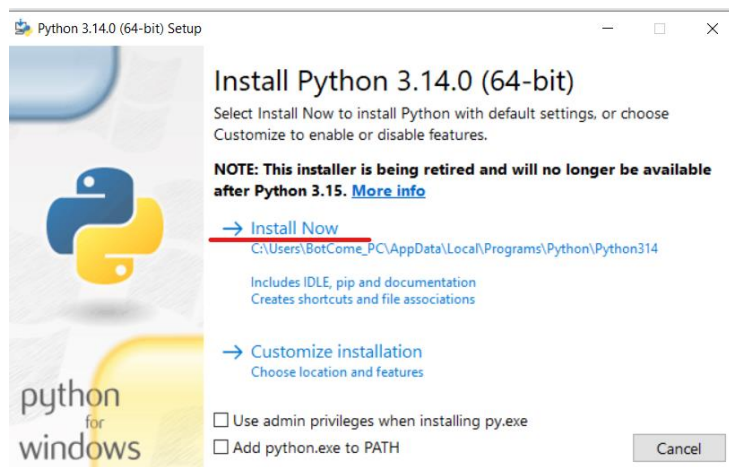 Python 3.14.0 (64-bit) Setup
Install Python 3.14.0 (64-bit)
Select Install Now to install Python with default settings, or choose
Customize to enable or disable features.
NOTE: This installer is being retired and will no longer be available
after Python 3.15. More info
→ Install Now
C:\Users\BotCome_PC\AppData\Local\Programs\Python\Python314
Includes IDLE, pip and documentation
Creates shortcuts and file associations
→ Customize installation
Choose location and features
python
for
windows
Use admin privileges when installing py.exe
Add python.exe to PATH
Cancel